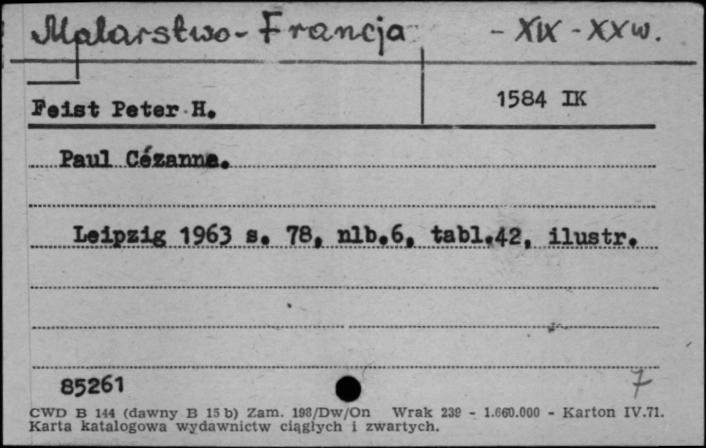 Malarstwo - Francja - XIX - XX w.
Feist Peter H.
1584 IK
Paul Cézanne.
Leipzig 1963 s. 78, nlb.6, tabl.42, ilustr.
85261
7
CWD B 144 (dawny B 15 b) Zam. 198/Dw/On Wrak 239 - 1.660.000 - Karton IV.71.
Karta katalogowa wydawnictw ciągłych i zwartych.